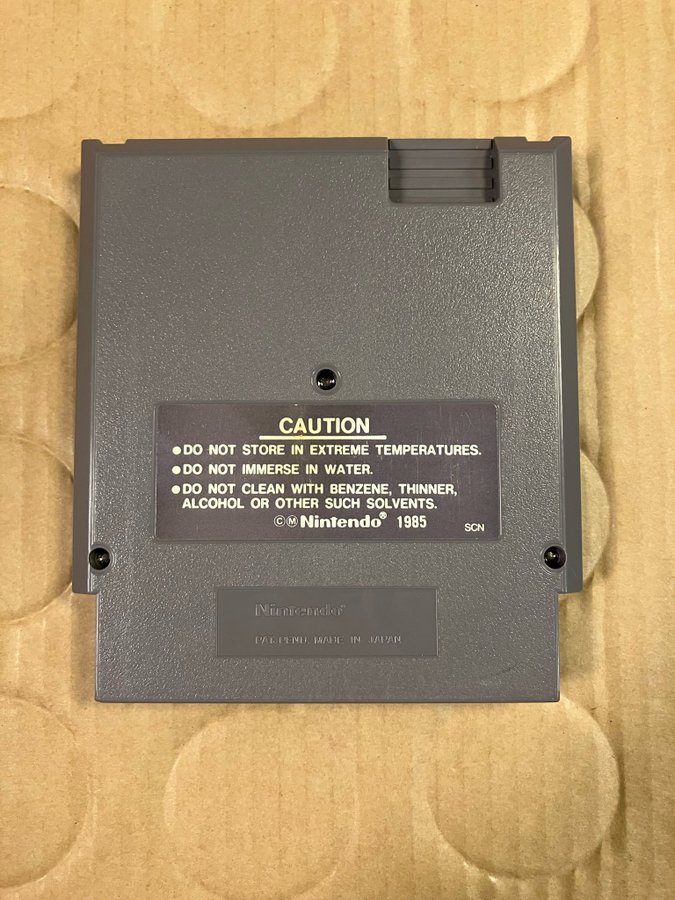 CAUTION
●DO NOT STORE IN EXTREME TEMPERATURES.
●DO NOT IMMERSE IN WATER.
●DO NOT CLEAN WITH BENZENE, THINNER,
ALCOHOL OR OTHER SUCH SOLVENTS.
ⒸⓂNintendo® 1985
SCN
Nintendo®
PAT. PEND. MADE IN JAPAN